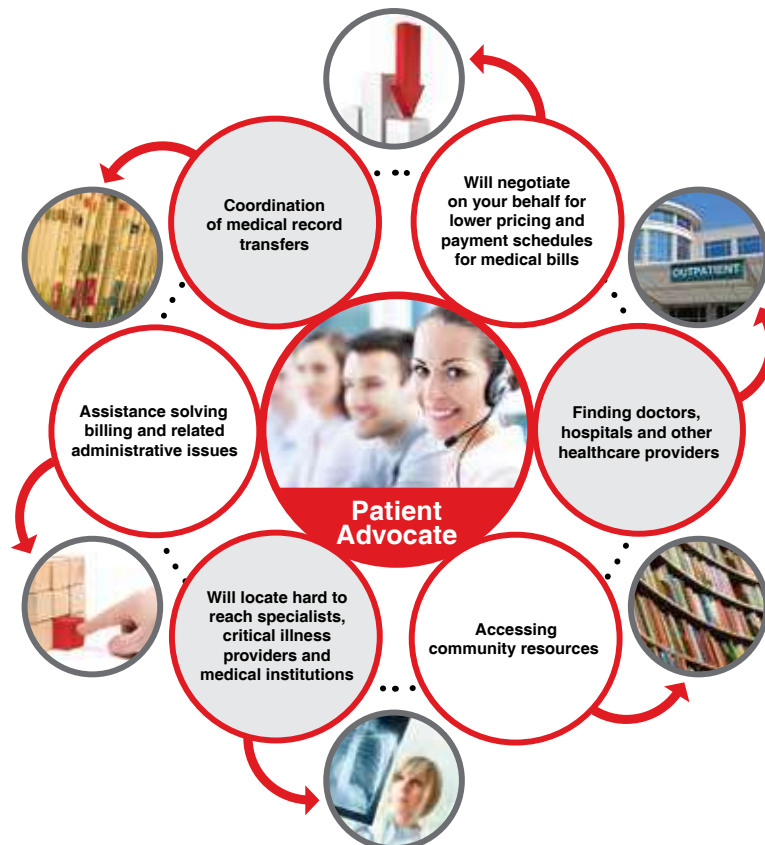 Coordination
of medical record
transfers
Will negotiate
on your behalf for
lower pricing and
payment schedules
for medical bills
OUTPATIENT
Assistance solving
billing and related
administrative issues
Finding doctors,
hospitals and other
healthcare providers
Patient
Advocate
Will locate hard to
reach specialists,
critical illness
providers and
medical institutions
Accessing
community resources